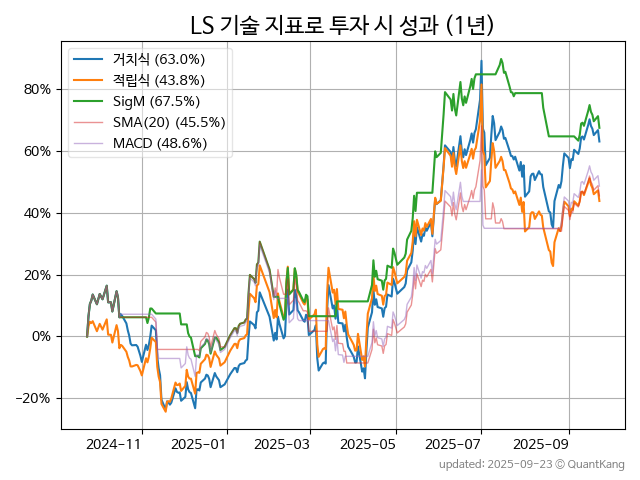 LS 기술 지표로 투자 시 성과 (1년)
거치식 (63.0%)
적립식 (43.8%)
SigM (67.5%)
SMA(20) (45.5%)
MACD (48.6%)
80%
60%
40%
20%
0%
−20%
2024-11
2025-01
2025-03
2025-05
2025-07
2025-09
updated: 2025-09-23 © QuantKang